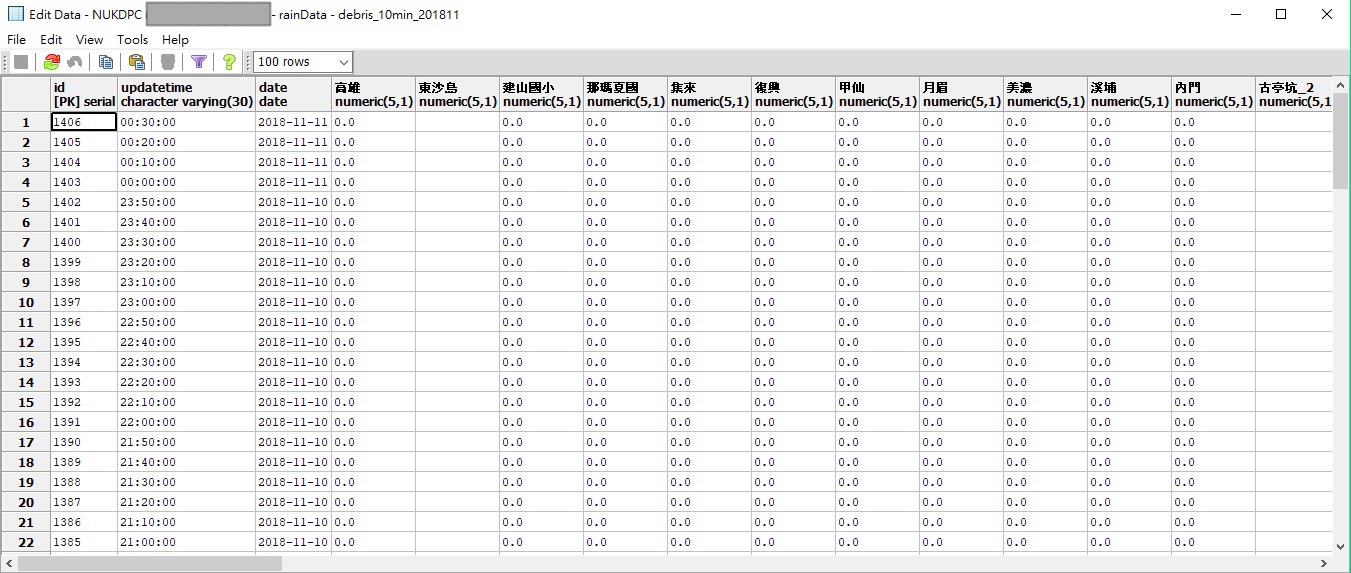 Edit Data - NUKDPC ( - rainData - debris_10min_201811
File Edit View Tools Help
100 rows
id updatetime date 高雄 東沙島 建山國小 那瑪夏國 集來 復興 甲仙 月眉 美濃 溪埔 內門 古亭坑_2
[PK] serial character varying(30) date numeric(5,1) numeric(5,1) numeric(5,1) numeric(5,1) numeric(5,1) numeric(5,1) numeric(5,1) numeric(5,1) numeric(5,1) numeric(5,1) numeric(5,1) numeric(5,1
1 1406 00:30:00 2018-11-11 0.0 0.0 0.0 0.0 0.0 0.0 0.0 0.0 0.0 0.0
2 1405 00:20:00 2018-11-11 0.0 0.0 0.0 0.0 0.0 0.0 0.0 0.0 0.0 0.0
3 1404 00:10:00 2018-11-11 0.0 0.0 0.0 0.0 0.0 0.0 0.0 0.0 0.0 0.0
4 1403 00:00:00 2018-11-11 0.0 0.0 0.0 0.0 0.0 0.0 0.0 0.0 0.0 0.0
5 1402 23:50:00 2018-11-10 0.0 0.0 0.0 0.0 0.0 0.0 0.0 0.0 0.0 0.0
6 1401 23:40:00 2018-11-10 0.0 0.0 0.0 0.0 0.0 0.0 0.0 0.0 0.0 0.0
7 1400 23:30:00 2018-11-10 0.0 0.0 0.0 0.0 0.0 0.0 0.0 0.0 0.0 0.0
8 1399 23:20:00 2018-11-10 0.0 0.0 0.0 0.0 0.0 0.0 0.0 0.0 0.0 0.0
9 1398 23:10:00 2018-11-10 0.0 0.0 0.0 0.0 0.0 0.0 0.0 0.0 0.0 0.0
10 1397 23:00:00 2018-11-10 0.0 0.0 0.0 0.0 0.0 0.0 0.0 0.0 0.0 0.0
11 1396 22:50:00 2018-11-10 0.0 0.0 0.0 0.0 0.0 0.0 0.0 0.0 0.0 0.0
12 1395 22:40:00 2018-11-10 0.0 0.0 0.0 0.0 0.0 0.0 0.0 0.0 0.0 0.0
13 1394 22:30:00 2018-11-10 0.0 0.0 0.0 0.0 0.0 0.0 0.0 0.0 0.0 0.0
14 1393 22:20:00 2018-11-10 0.0 0.0 0.0 0.0 0.0 0.0 0.0 0.0 0.0 0.0
15 1392 22:10:00 2018-11-10 0.0 0.0 0.0 0.0 0.0 0.0 0.0 0.0 0.0 0.0
16 1391 22:00:00 2018-11-10 0.0 0.0 0.0 0.0 0.0 0.0 0.0 0.0 0.0 0.0
17 1390 21:50:00 2018-11-10 0.0 0.0 0.0 0.0 0.0 0.0 0.0 0.0 0.0 0.0
18 1389 21:40:00 2018-11-10 0.0 0.0 0.0 0.0 0.0 0.0 0.0 0.0 0.0 0.0
19 1388 21:30:00 2018-11-10 0.0 0.0 0.0 0.0 0.0 0.0 0.0 0.0 0.0 0.0
20 1387 21:20:00 2018-11-10 0.0 0.0 0.0 0.0 0.0 0.0 0.0 0.0 0.0 0.0
21 1386 21:10:00 2018-11-10 0.0 0.0 0.0 0.0 0.0 0.0 0.0 0.0 0.0 0.0
22 1385 21:00:00 2018-11-10 0.0 0.0 0.0 0.0 0.0 0.0 0.0 0.0 0.0 0.0